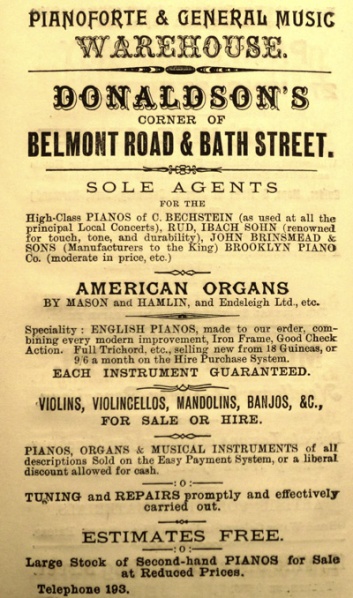 PIANOFORTE & GENERAL MUSIC
WAREHOUSE.
DONALDSON'S
CORNER OF
BELMONT ROAD & BATH STREET.
SOLE AGENTS
FOR THE
High-Class PIANOS of C. BECHSTEIN (as used at all the
principal Local Concerts), RUD, IBACH SOHN (renowned
for touch, tone, and durability), JOHN BRINSMEAD &
SONS (Manufacturers to the King) BROOKLYN PIANO
Co. (moderate in price, etc.)
AMERICAN ORGANS
BY MASON and HAMLIN, and Endsleigh Ltd., etc.
Speciality: ENGLISH PIANOS, made to our order, com-
bining every modern improvement, Iron Frame, Good Check
Action. Full Trichord, etc., selling new from 18 Guineas, or
9/6 a month on the Hire Purchase System.
EACH INSTRUMENT GUARANTEED.
VIOLINS, VIOLINCELLOS, MANDOLINS, BANJOS, &C.,
FOR SALE OR HIRE.
PIANOS, ORGANS & MUSICAL INSTRUMENTS of all
descriptions Sold on the Easy Payment System, or a liberal
discount allowed for cash.
:o:
TUNING and REPAIRS promptly and effectively
carried out.
ESTIMATES FREE.
:o:
Large Stock of Second-hand PIANOS for Sale
at Reduced Prices.
Telephone 193.